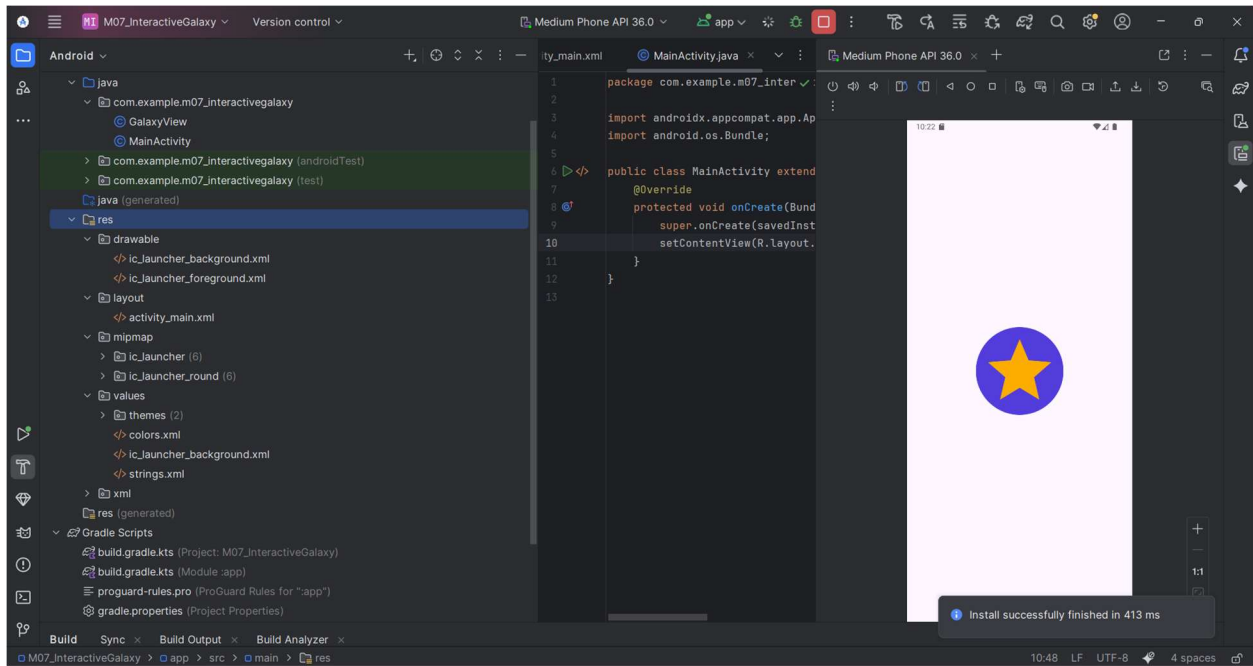 MI M07_InteractiveGalaxy Version control Medium Phone API 36.0 app
Android
java
com.example.m07_interactivegalaxy
GalaxyView
MainActivity
com.example.m07_interactivegalaxy (androidTest)
com.example.m07_interactivegalaxy (test)
java (generated)
res
drawable
ic_launcher_background.xml
ic_launcher_foreground.xml
layout
activity_main.xml
mipmap
ic_launcher (6)
ic_launcher_round (6)
values
themes (2)
colors.xml
ic_launcher_background.xml
strings.xml
xml
res (generated)
Gradle Scripts
build.gradle.kts (Project: M07_InteractiveGalaxy)
build.gradle.kts (Module :app)
proguard-rules.pro (ProGuard Rules for ":app")
gradle.properties (Project Properties)
ity_main.xml MainActivity.java
1 package com.example.m07_inter
2
3 import androidx.appcompat.app.Ap
4 import android.os.Bundle;
5
6 public class MainActivity extend
7 @Override
8 protected void onCreate(Bund
9 super.onCreate(savedInst
10 setContentView(R.layout.
11 }
12 }
13
Medium Phone API 36.0
10:22
1:1
Install successfully finished in 413 ms
Build Sync Build Output Build Analyzer
M07_InteractiveGalaxy > app > src > main > res 10:48 LF UTF-8 4 spaces